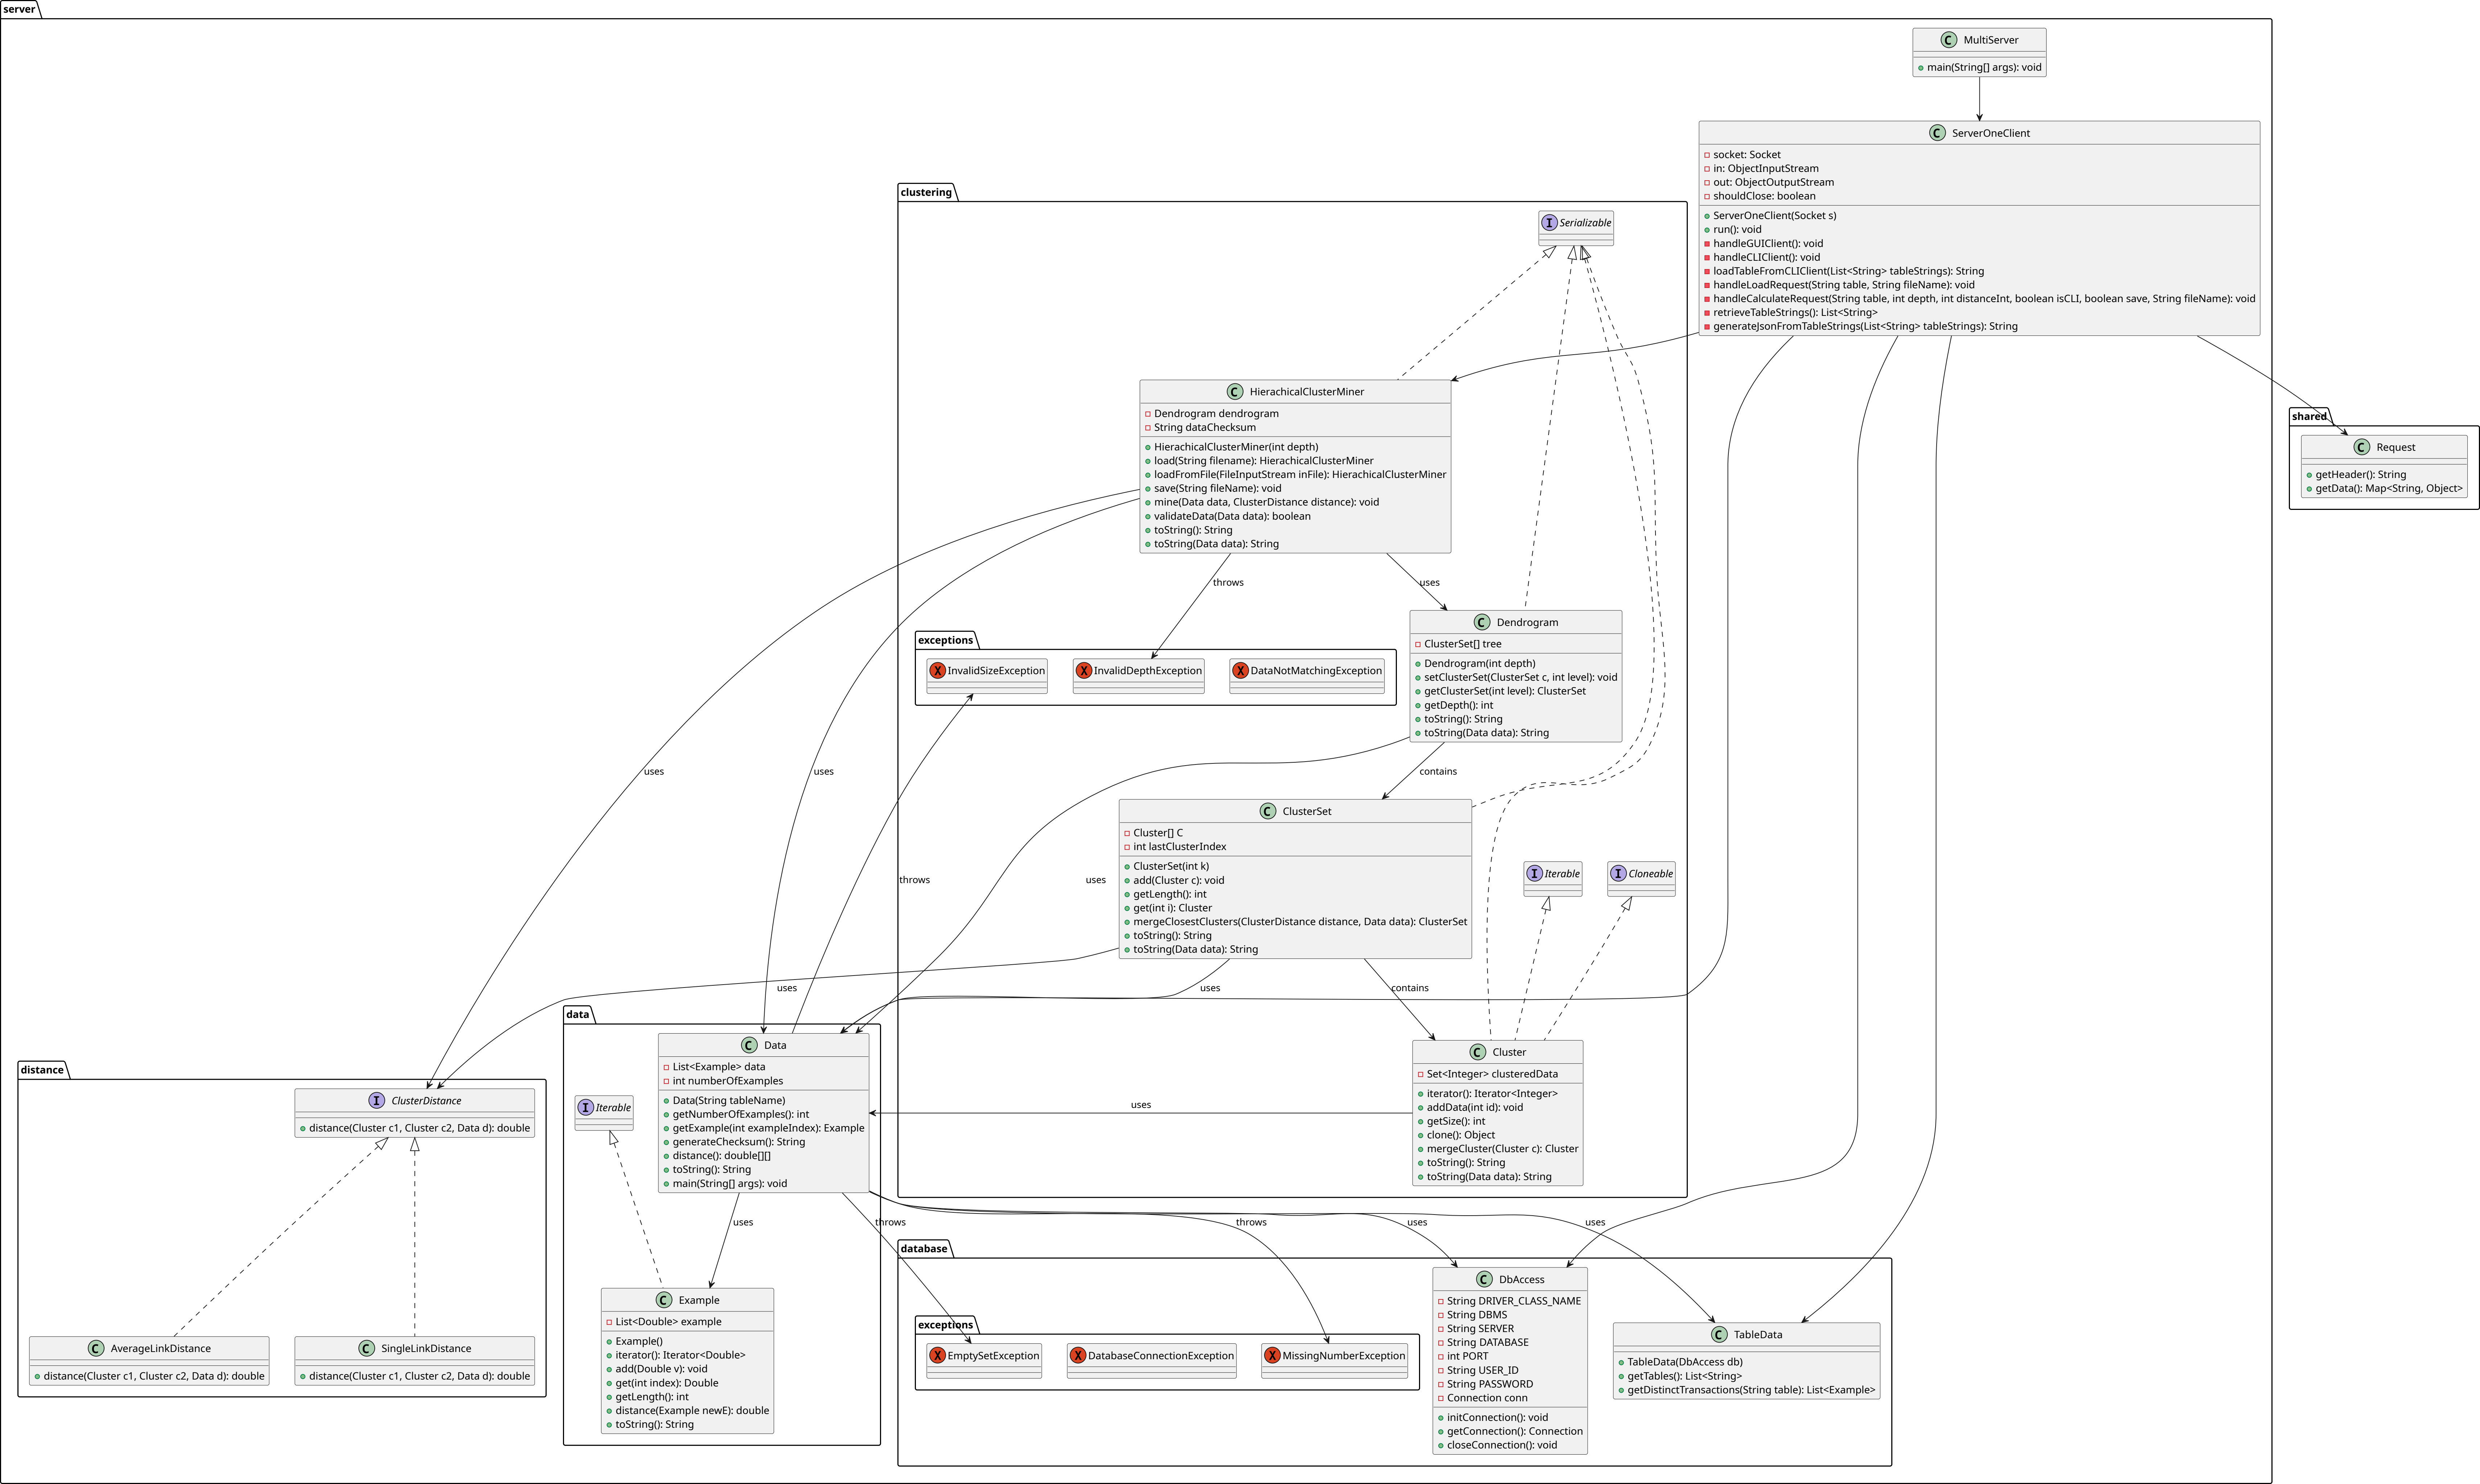 server
MultiServer
main(String[] args): void
ServerOneClient
socket: Socket
in: ObjectInputStream
out: ObjectOutputStream
shouldClose: boolean
ServerOneClient(Socket s)
run(): void
handleGUIClient(): void
handleCLIClient(): void
loadTableFromCLIClient(List<String> tableStrings): String
handleLoadRequest(String table, String fileName): void
handleCalculateRequest(String table, int depth, int distanceInt, boolean isCLI, boolean save, String fileName): void
retrieveTableStrings(): List<String>
generateJsonFromTableStrings(List<String> tableStrings): String
clustering
Serializable
HierachicalClusterMiner
Dendrogram dendrogram
String dataChecksum
HierachicalClusterMiner(int depth)
load(String filename): HierachicalClusterMiner
loadFromFile(FileInputStream inFile): HierachicalClusterMiner
save(String fileName): void
mine(Data data, ClusterDistance distance): void
validateData(Data data): boolean
toString(): String
toString(Data data): String
shared
Request
getHeader(): String
getData(): Map<String, Object>
throws
uses
exceptions
InvalidSizeException
InvalidDepthException
DataNotMatchingException
Dendrogram
ClusterSet[] tree
Dendrogram(int depth)
setClusterSet(ClusterSet c, int level): void
getClusterSet(int level): ClusterSet
getDepth(): int
toString(): String
toString(Data data): String
uses
uses
contains
ClusterSet
Cluster[] C
int lastClusterIndex
ClusterSet(int k)
add(Cluster c): void
getLength(): int
get(int i): Cluster
mergeClosestClusters(ClusterDistance distance, Data data): ClusterSet
toString(): String
toString(Data data): String
throws
uses
Iterable
Cloneable
uses
uses
contains
data
Data
List<Example> data
int numberOfExamples
Data(String tableName)
getNumberOfExamples(): int
getExample(int exampleIndex): Example
generateChecksum(): String
distance(): double[][]
toString(): String
main(String[] args): void
Iterable
uses
Cluster
Set<Integer> clusteredData
iterator(): Iterator<Integer>
addData(int id): void
getSize(): int
clone(): Object
mergeCluster(Cluster c): Cluster
toString(): String
toString(Data data): String
distance
ClusterDistance
distance(Cluster c1, Cluster c2, Data d): double
uses
throws
throws
uses
uses
database
exceptions
EmptySetException
DatabaseConnectionException
MissingNumberException
DbAccess
String DRIVER_CLASS_NAME
String DBMS
String SERVER
String DATABASE
int PORT
String USER_ID
String PASSWORD
Connection conn
initConnection(): void
getConnection(): Connection
closeConnection(): void
TableData
TableData(DbAccess db)
getTables(): List<String>
getDistinctTransactions(String table): List<Example>
Example
List<Double> example
Example()
iterator(): Iterator<Double>
add(Double v): void
get(int index): Double
getLength(): int
distance(Example newE): double
toString(): String
AverageLinkDistance
distance(Cluster c1, Cluster c2, Data d): double
SingleLinkDistance
distance(Cluster c1, Cluster c2, Data d): double